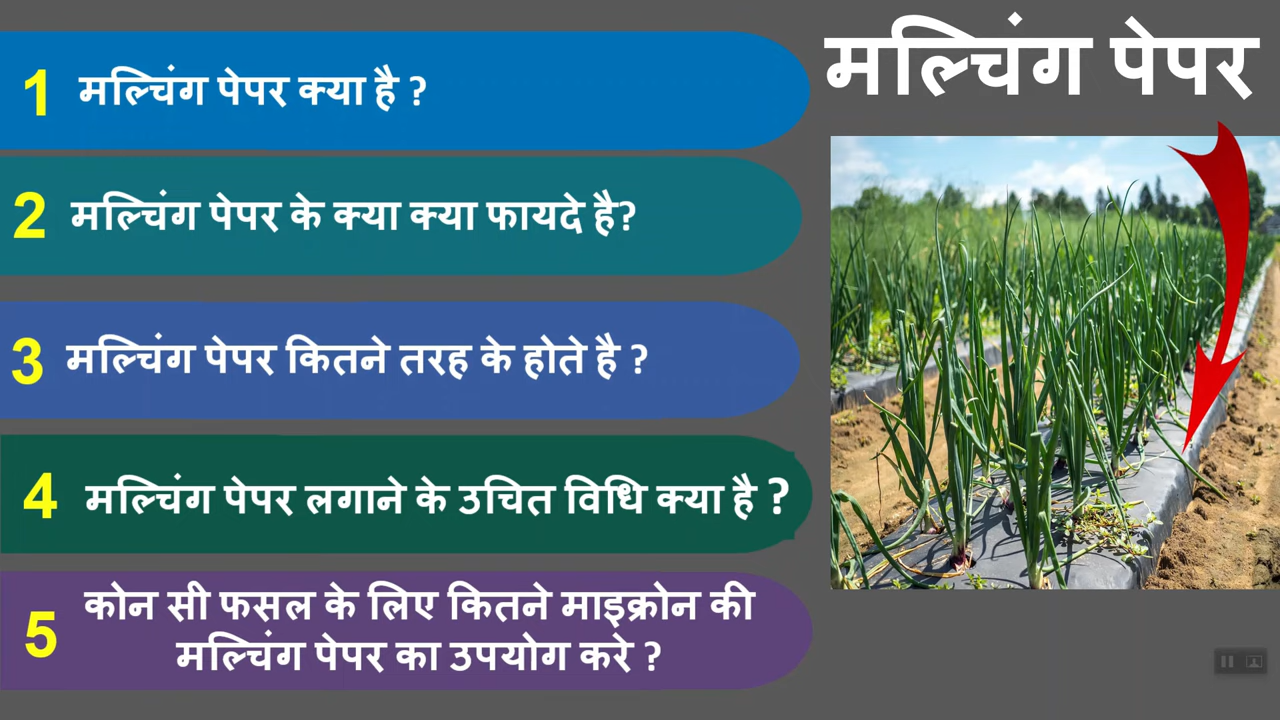 मल्चिंग पेपर
1 मल्चिंग पेपर क्या है ?
2 मल्चिंग पेपर के क्या क्या फायदे है?
3 मल्चिंग पेपर कितने तरह के होते है ?
4 मल्चिंग पेपर लगाने के उचित विधि क्या है ?
5 कोन सी फसल के लिए कितने माइक्रोन की
मल्चिंग पेपर का उपयोग करे ?